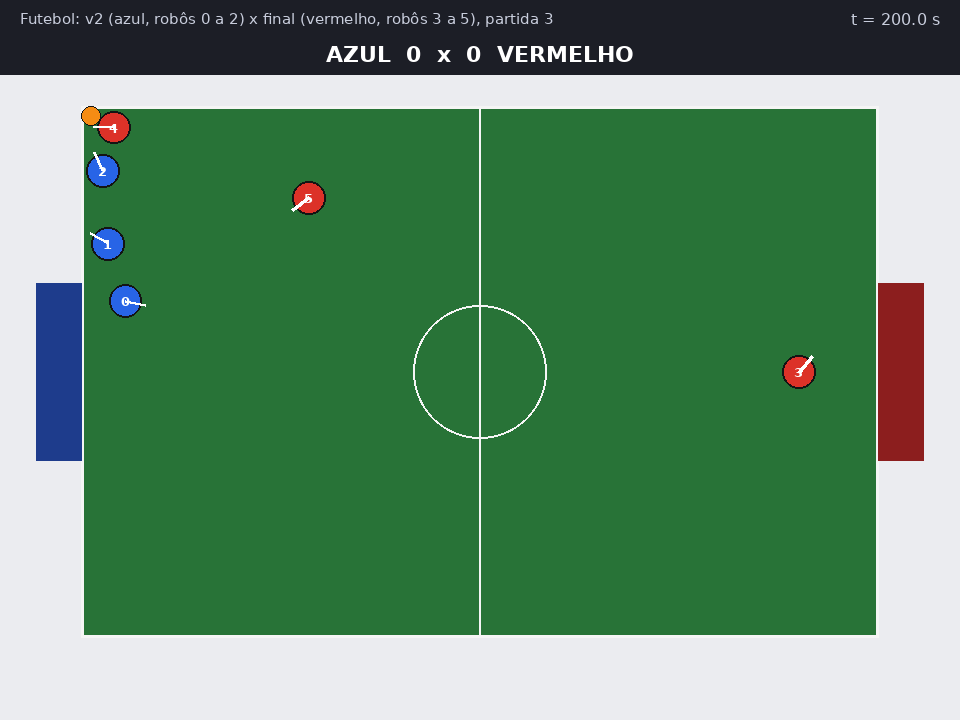 Futebol: v2 (azul, robôs 0 a 2) x final (vermelho, robôs 3 a 5), partida 3
t = 200.0 s
AZUL 0 x 0 VERMELHO
4
2
5
1
0
3